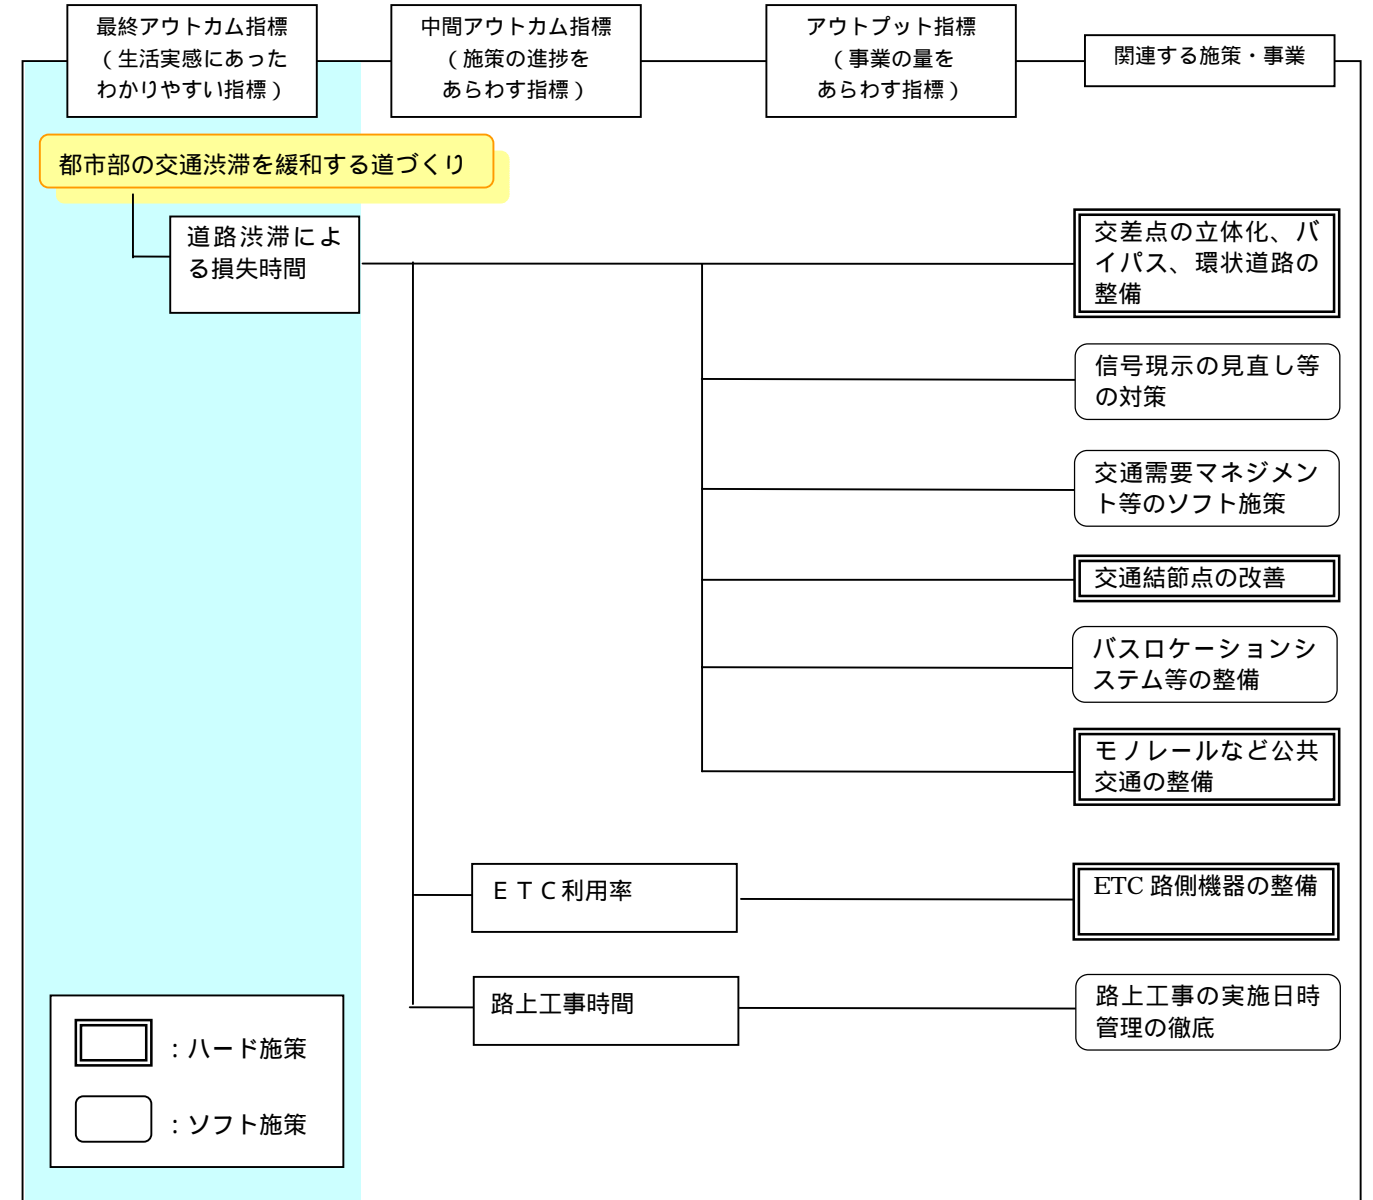 最終アウトカム指標
（生活実感にあった
わかりやすい指標）
中間アウトカム指標
（施策の進捗を
あらわす指標）
アウトプット指標
（事業の量を
あらわす指標）
関連する施策・事業
都市部の交通渋滞を緩和する道づくり
道路渋滞によ
る損失時間
交差点の立体化、バ
イパス、環状道路の
整備
信号現示の見直し等
の対策
交通需要マネジメン
ト等のソフト施策
交通結節点の改善
バスロケーションシ
ステム等の整備
モノレールなど公共
交通の整備
ＥＴＣ利用率
ETC 路側機器の整備
路上工事時間
路上工事の実施日時
管理の徹底
：ハード施策
：ソフト施策